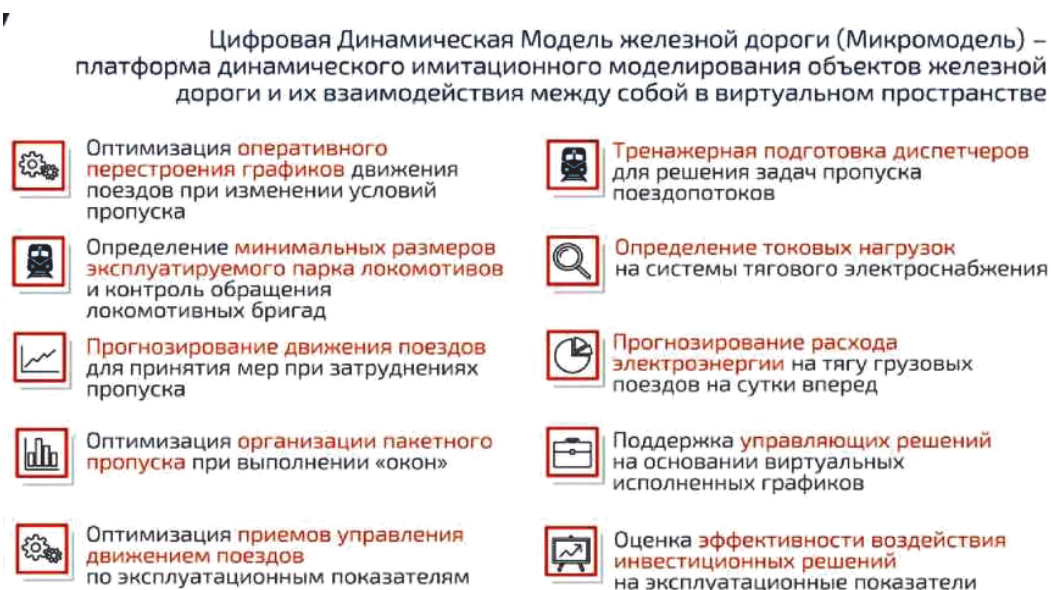 Цифровая Динамическая Модель железной дороги (Микромодель) –
платформа динамического имитационного моделирования объектов железной
дороги и их взаимодействия между собой в виртуальном пространстве
Оптимизация оперативного
перестроения графиков движения
поездов при изменении условий
пропуска
Определение минимальных размеров
эксплуатируемого парка локомотивов
и контроль обращения
локомотивных бригад
Прогнозирование движения поездов
для принятия мер при затруднениях
пропуска
Оптимизация организации пакетного
пропуска при выполнении «окон»
Оптимизация приемов управления
движением поездов
по эксплуатационным показателям
Тренажерная подготовка диспетчеров
для решения задач пропуска
поездопотоков
Определение токовых нагрузок
на системы тягового электроснабжения
Прогнозирование расхода
электроэнергии на тягу грузовых
поездов на сутки вперед
Поддержка управляющих решений
на основании виртуальных
исполненных графиков
Оценка эффективности воздействия
инвестиционных решений
на эксплуатационные показатели